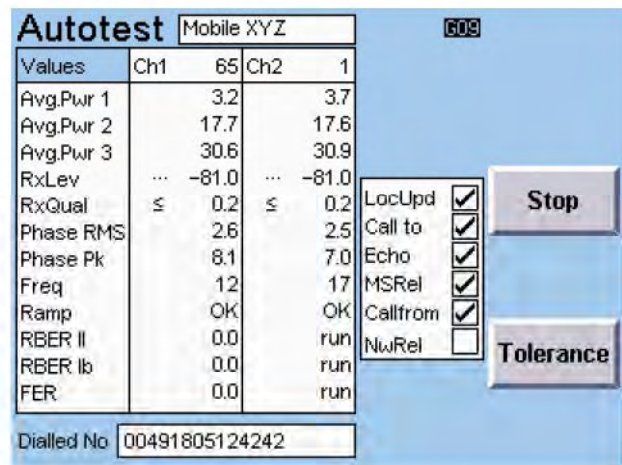 Autotest Mobile XYZ G09
Values Ch1 65 Ch2 1
Avg.Pwr 1 3.2 3.7
Avg.Pwr 2 17.7 17.6
Avg.Pwr 3 30.6 30.9
RxLev ... −81.0 ... −81.0
RxQual ≤ 0.2 ≤ 0.2
Phase RMS 2.6 2.5
Phase Pk 8.1 7.0
Freq 12 17
Ramp OK OK
RBER II 0.0 run
RBER Ib 0.0 run
FER 0.0 run
LocUpd
Call to
Echo
MSRel
Callfrom
NwRel
Stop
Tolerance
Dialled No 00491805124242